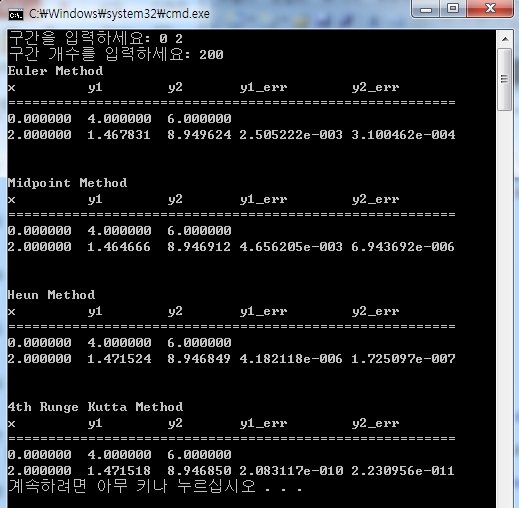 C:\Windows\system32\cmd.exe
구간을 입력하세요: 0 2
구간 개수를 입력하세요: 200
Euler Method
x y1 y2 y1_err y2_err
========================================================
0.000000 4.000000 6.000000
2.000000 1.467831 8.949624 2.505222e-003 3.100462e-004
Midpoint Method
x y1 y2 y1_err y2_err
========================================================
0.000000 4.000000 6.000000
2.000000 1.464666 8.946912 4.656205e-003 6.943692e-006
Heun Method
x y1 y2 y1_err y2_err
========================================================
0.000000 4.000000 6.000000
2.000000 1.471524 8.946849 4.182118e-006 1.725097e-007
4th Runge Kutta Method
x y1 y2 y1_err y2_err
========================================================
0.000000 4.000000 6.000000
2.000000 1.471518 8.946850 2.083117e-010 2.230956e-011
계속하려면 아무 키나 누르십시오 . . .